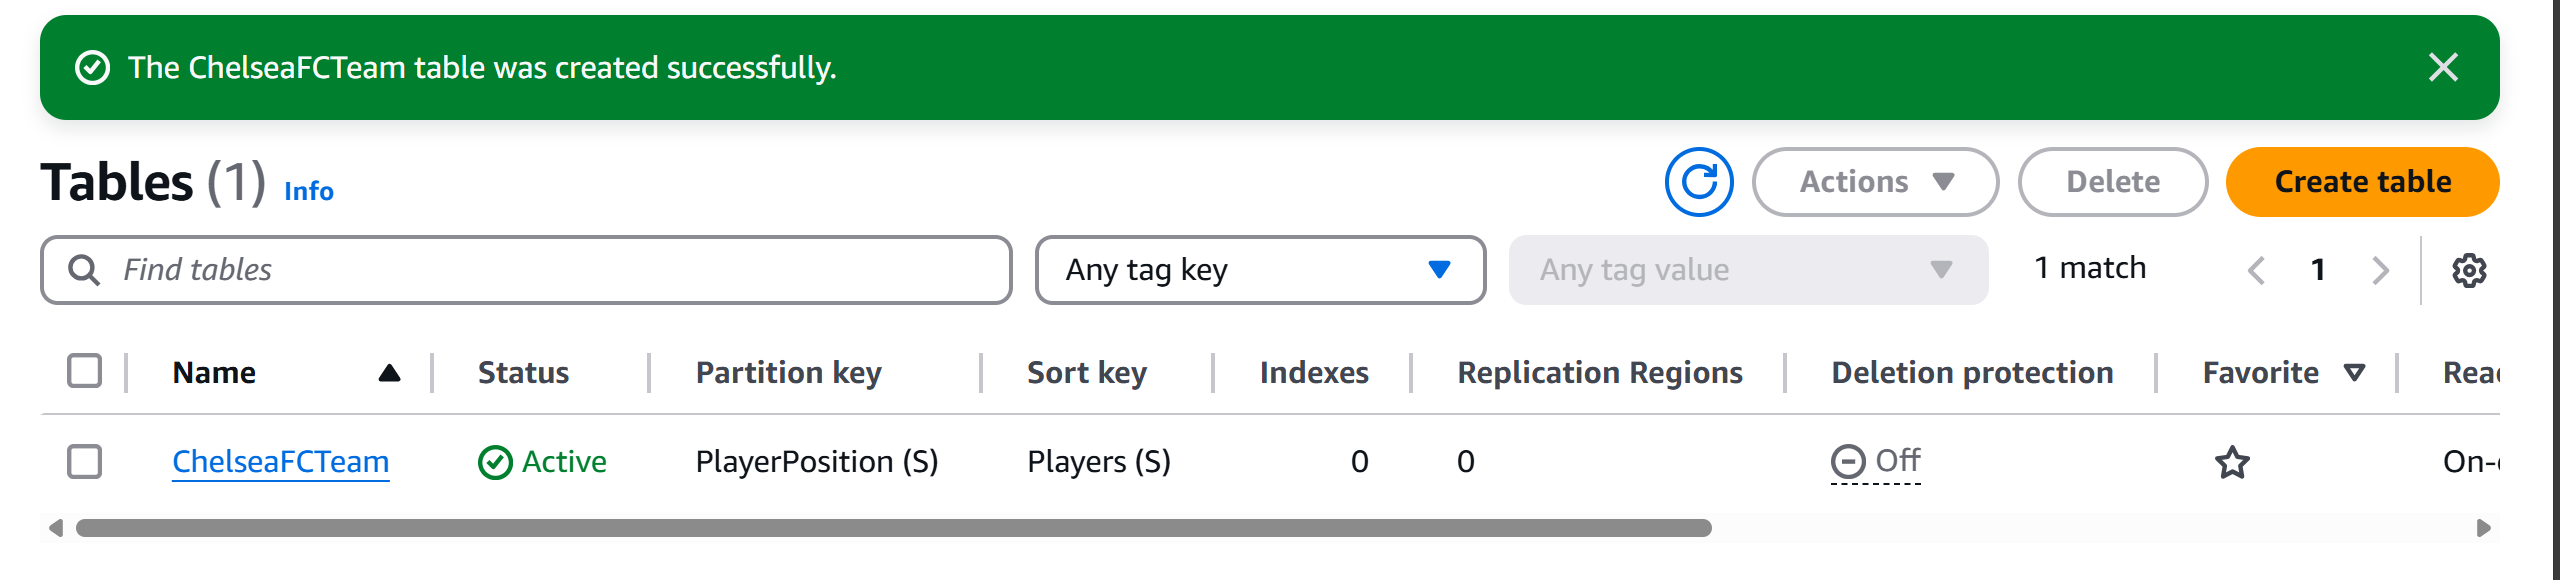 The ChelseaFCTeam table was created successfully.
Tables (1) Info
Actions Delete Create table
Find tables Any tag key Any tag value 1 match 1
Name Status Partition key Sort key Indexes Replication Regions Deletion protection Favorite
ChelseaFCTeam Active PlayerPosition (S) Players (S) 0 0 Off